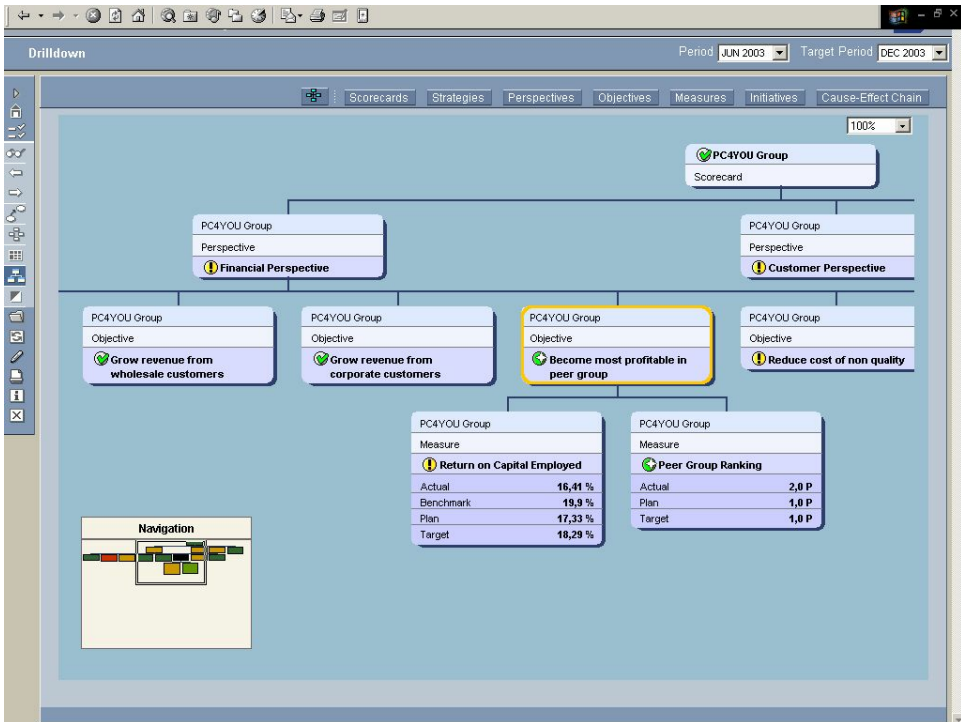 Drilldown
Period JUN 2003 Target Period DEC 2003
Scorecards Strategies Perspectives Objectives Measures Initiatives Cause-Effect Chain
100%
PC4YOU Group
Scorecard
PC4YOU Group
Perspective
Financial Perspective
PC4YOU Group
Perspective
Customer Perspective
PC4YOU Group
Objective
Grow revenue from
wholesale customers
PC4YOU Group
Objective
Grow revenue from
corporate customers
PC4YOU Group
Objective
Become most profitable in
peer group
PC4YOU Group
Objective
Reduce cost of non quality
PC4YOU Group
Measure
Return on Capital Employed
Actual 16,41 %
Benchmark 19,9 %
Plan 17,33 %
Target 18,29 %
PC4YOU Group
Measure
Peer Group Ranking
Actual 2,0 P
Plan 1,0 P
Target 1,0 P
Navigation